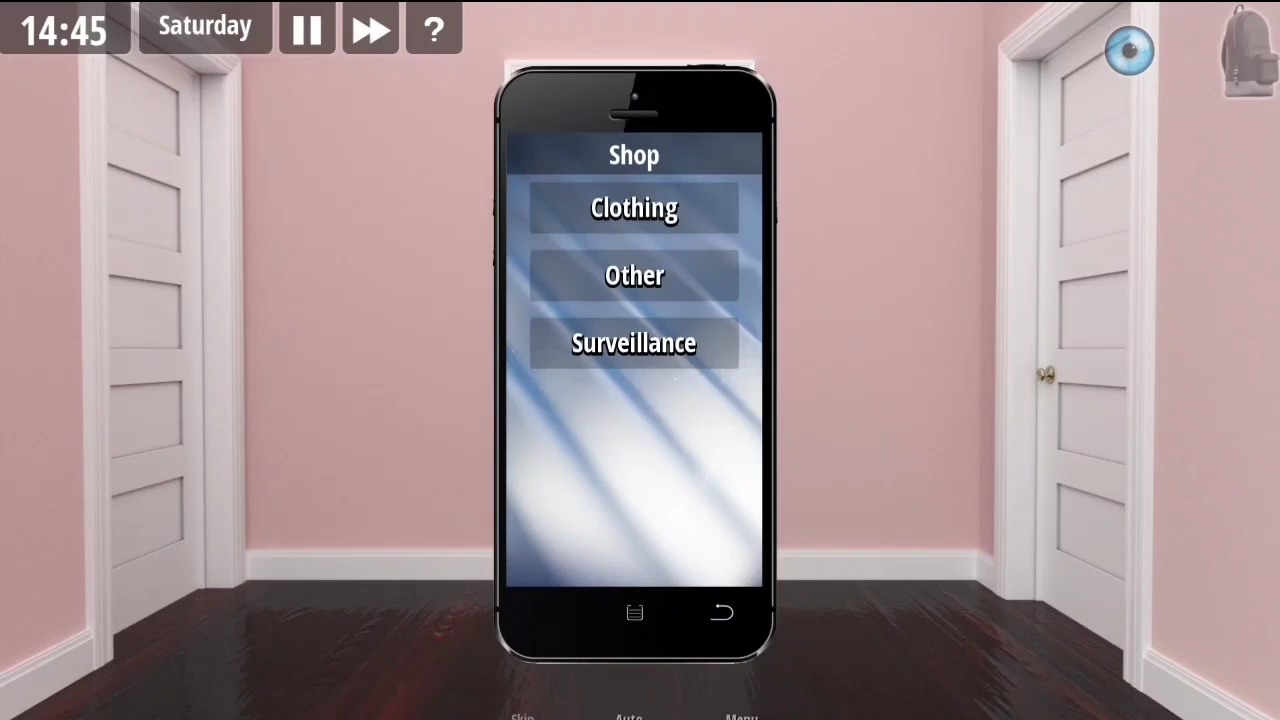 14:45
Saturday
?
Shop
Clothing
Other
Surveillance
Skip
Auto
Menu